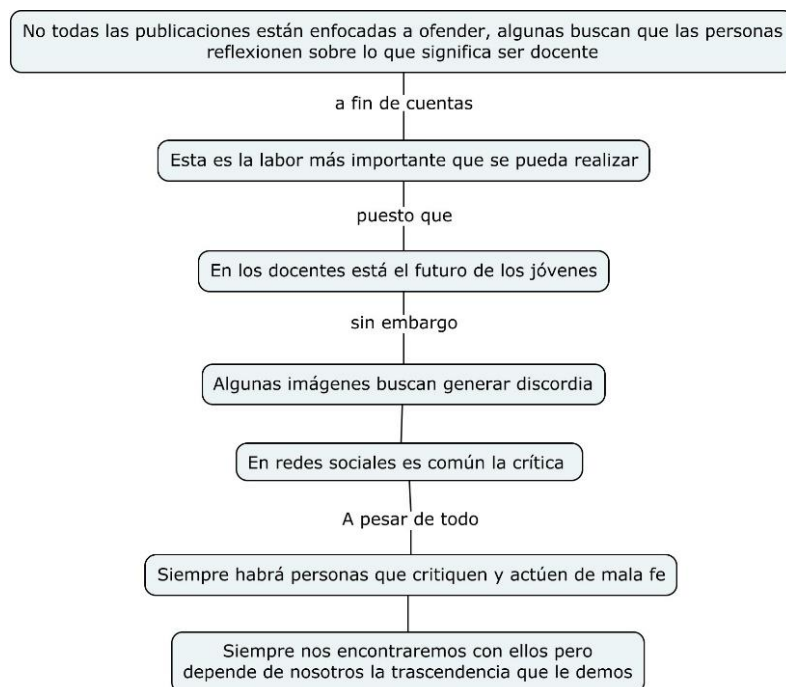 No todas las publicaciones están enfocadas a ofender, algunas buscan que las personas
reflexionen sobre lo que significa ser docente
a fin de cuentas
Esta es la labor más importante que se pueda realizar
puesto que
En los docentes está el futuro de los jóvenes
sin embargo
Algunas imágenes buscan generar discordia
En redes sociales es común la crítica
A pesar de todo
Siempre habrá personas que critiquen y actúen de mala fe
Siempre nos encontraremos con ellos pero
depende de nosotros la trascendencia que le demos